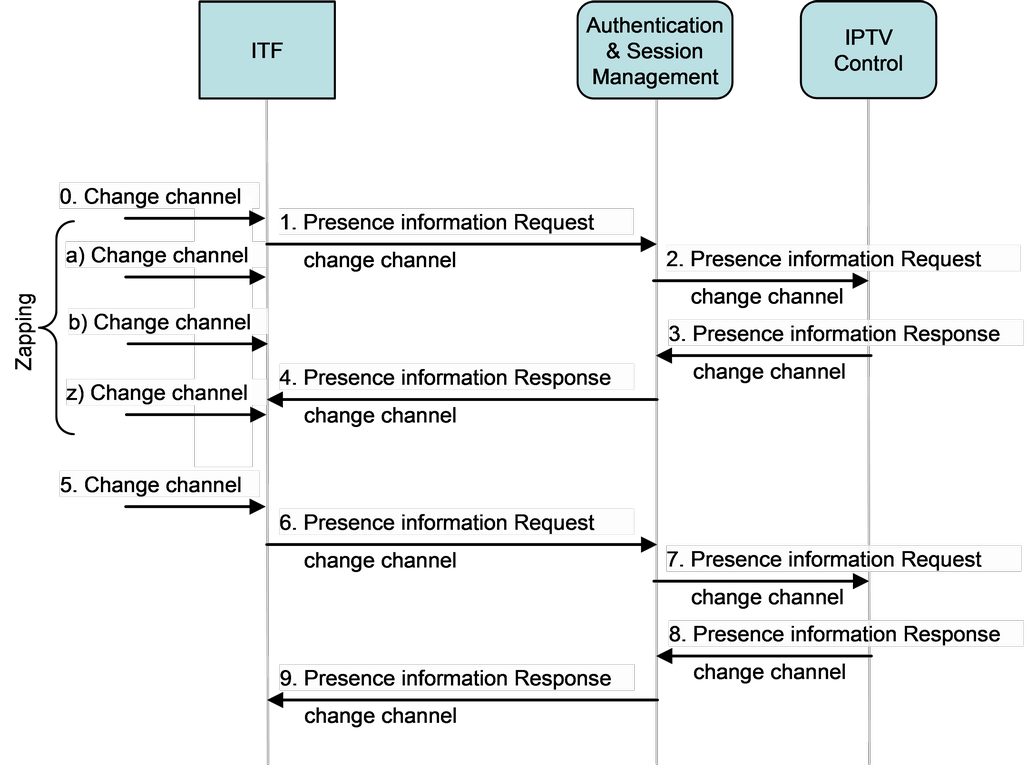 ITF
Authentication
& Session
Management
IPTV
Control
0. Change channel
1. Presence information Request
change channel
a) Change channel
2. Presence information Request
change channel
Zapping
b) Change channel
3. Presence information Response
change channel
4. Presence information Response
change channel
z) Change channel
5. Change channel
6. Presence information Request
change channel
7. Presence information Request
change channel
8. Presence information Response
change channel
9. Presence information Response
change channel